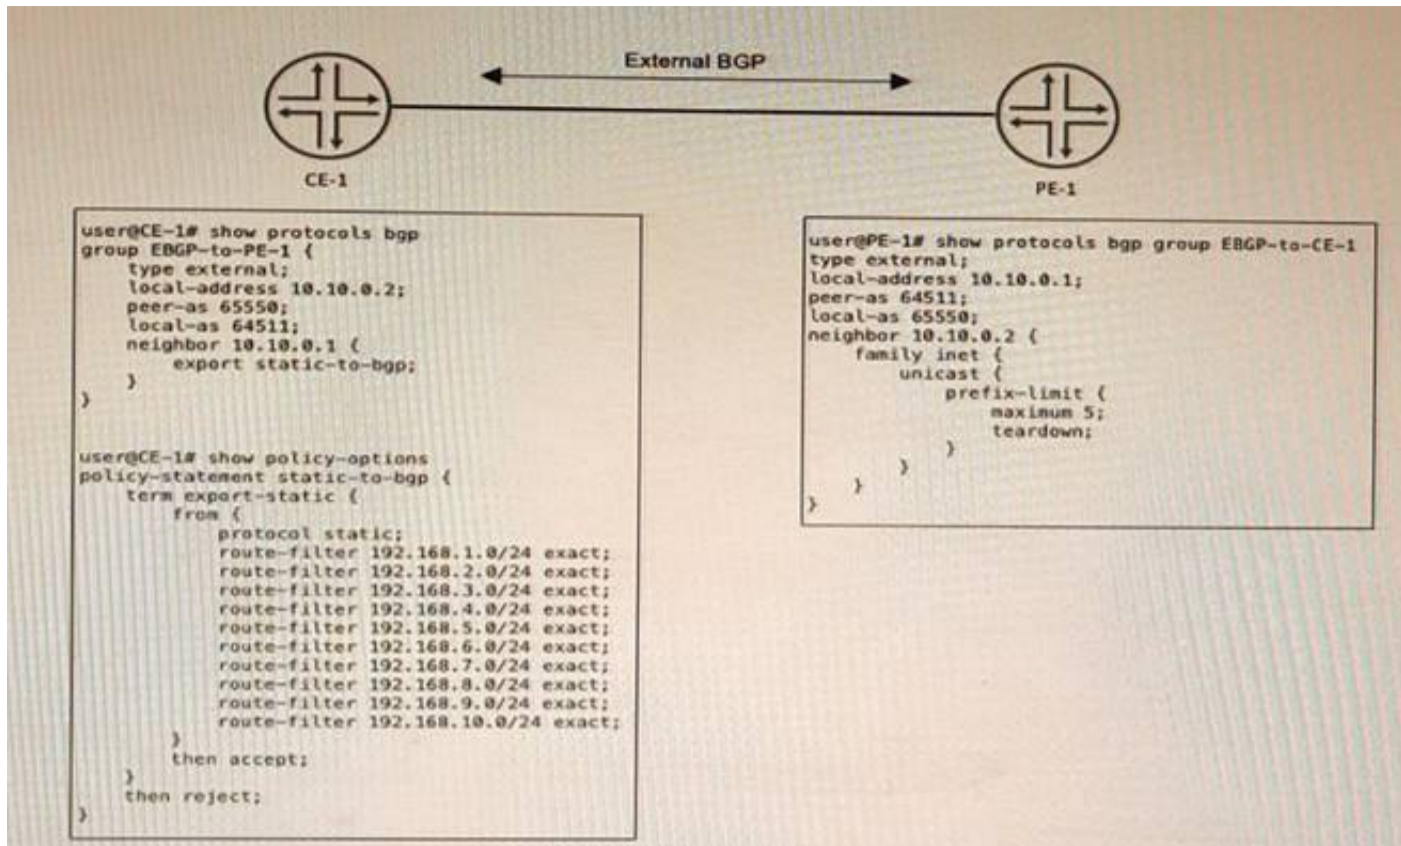 External BGP
CE-1
PE-1
user@CE-1# show protocols bgp
group EBGP-to-PE-1 {
type external;
local-address 10.10.0.2;
peer-as 65550;
local-as 64511;
neighbor 10.10.0.1 {
export static-to-bgp;
}
}
user@CE-1# show policy-options
policy-statement static-to-bgp {
term export-static {
from {
protocol static;
route-filter 192.168.1.0/24 exact;
route-filter 192.168.2.0/24 exact;
route-filter 192.168.3.0/24 exact;
route-filter 192.168.4.0/24 exact;
route-filter 192.168.5.0/24 exact;
route-filter 192.168.6.0/24 exact;
route-filter 192.168.7.0/24 exact;
route-filter 192.168.8.0/24 exact;
route-filter 192.168.9.0/24 exact;
route-filter 192.168.10.0/24 exact;
}
then accept;
}
then reject;
}
user@PE-1# show protocols bgp group EBGP-to-CE-1
type external;
local-address 10.10.0.1;
peer-as 64511;
local-as 65550;
neighbor 10.10.0.2 {
family inet {
unicast {
prefix-limit {
maximum 5;
teardown;
}
}
}
}